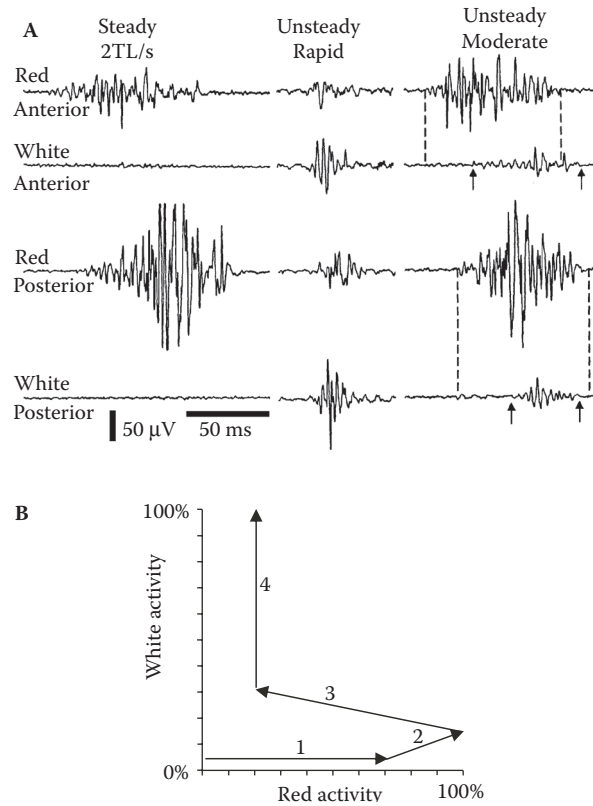 A
Steady
2TL/s
Unsteady
Rapid
Unsteady
Moderate
Red
Anterior
White
Anterior
Red
Posterior
White
Posterior
50 μV
50 ms
B
100%
White activity
0%
4
3
2
1
100%
Red activity